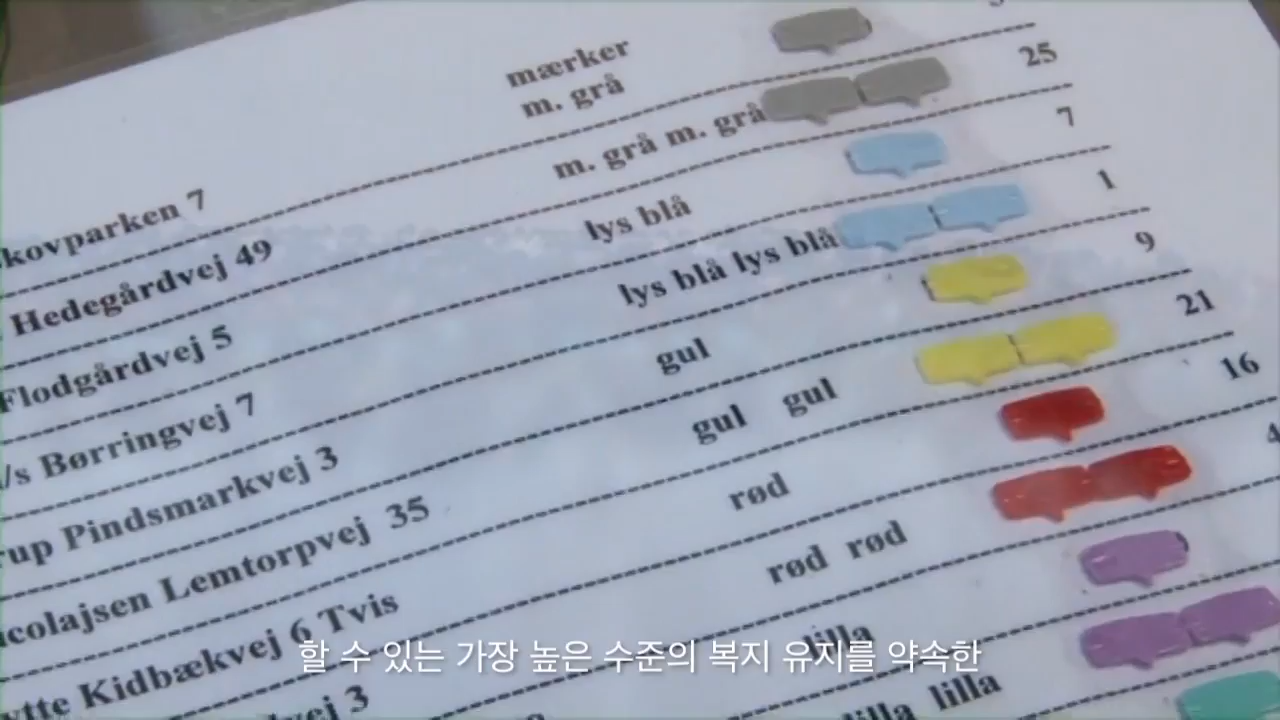 mærker
m. grå 25
kovparken 7 m. grå m. grå 7
Hedegårdvej 49 lys blå 1
Flodgårdvej 5 lys blå lys blå 9
/s Børringvej 7 gul 21
rup Pindsmarkvej 3 gul gul 16
colajsen Lemtorpvej 35 rød
ytte Kidbækvej 6 Tvis rød rød
vej 3 lilla
lilla lilla
할 수 있는 가장 높은 수준의 복지 유지를 약속한